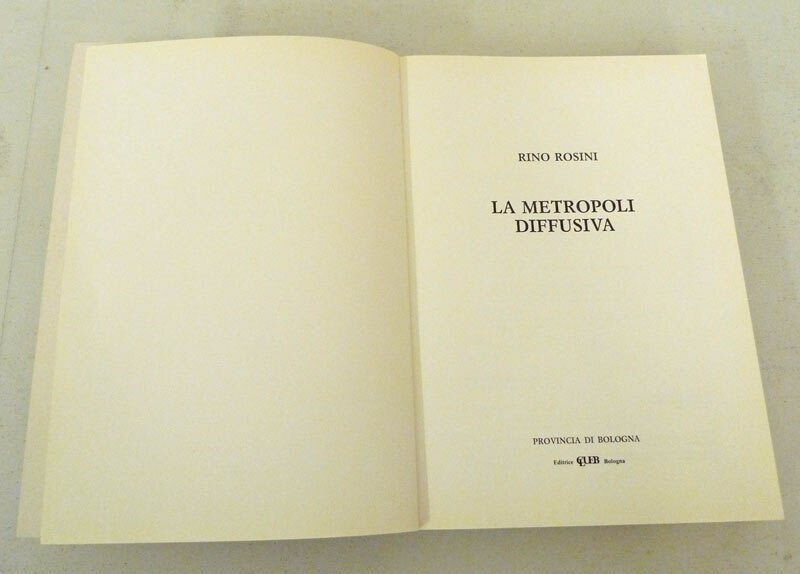 RINO ROSINI
LA METROPOLI
DIFFUSIVA
PROVINCIA DI BOLOGNA
Editrice CLUEB Bologna